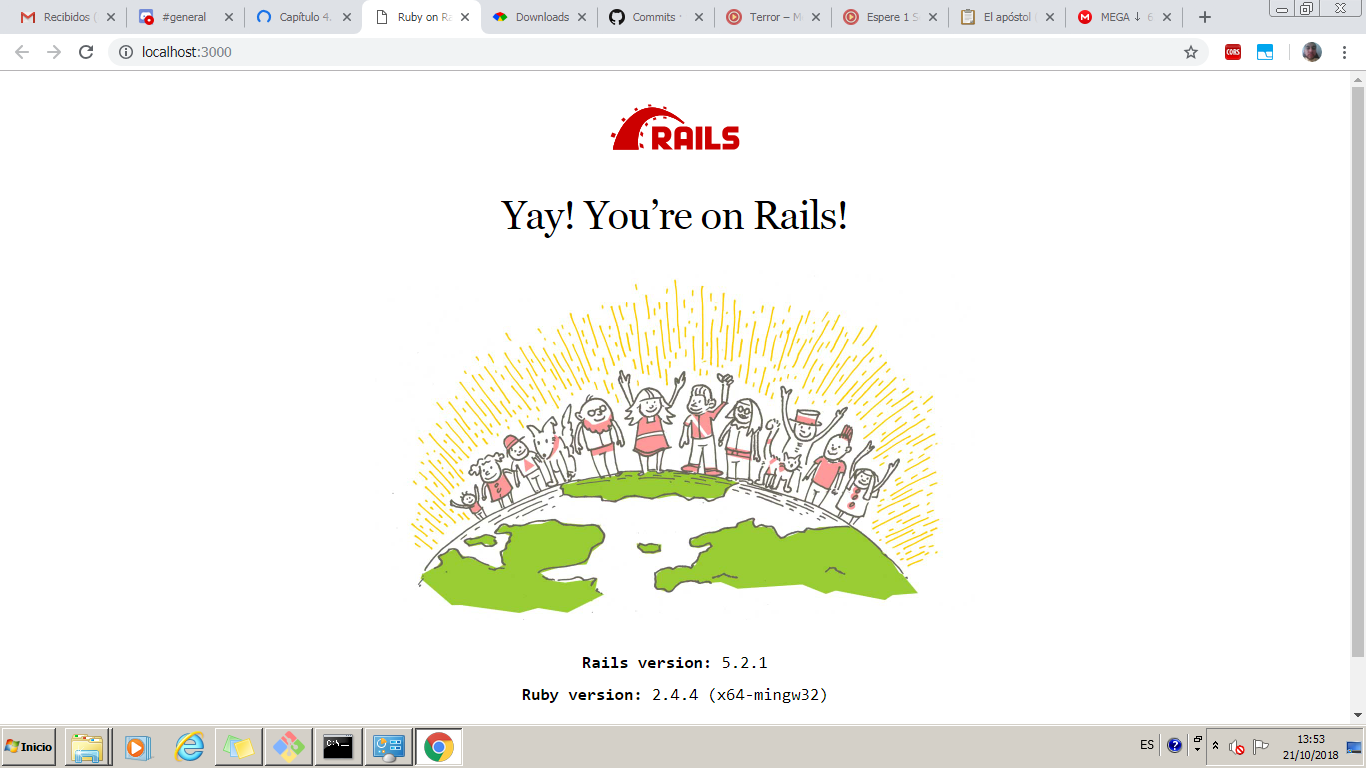 Recibidos (
#general
Capítulo 4.
Ruby on Ra
Downloads
Commits ·
Terror – M
Espere 1 S
El apóstol
MEGA ↓ 6
localhost:3000
CORS
RAILS
Yay! You’re on Rails!
Rails version: 5.2.1
Ruby version: 2.4.4 (x64-mingw32)
Inicio
C:\
ES
13:53
21/10/2018